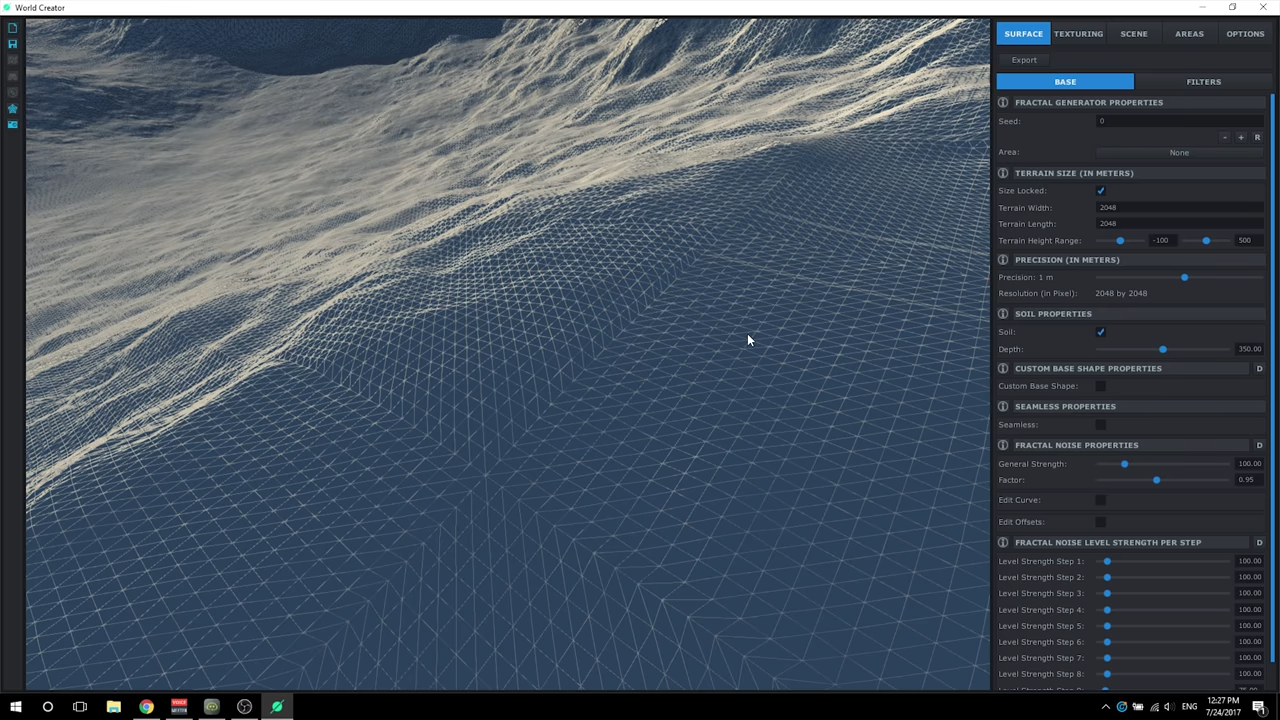 World Creator
SURFACE TEXTURING SCENE AREAS OPTIONS
Export
BASE FILTERS
FRACTAL GENERATOR PROPERTIES
Seed: 0
- + R
Area: None
TERRAIN SIZE (IN METERS)
Size Locked:
Terrain Width: 2048
Terrain Length: 2048
Terrain Height Range: -100 500
PRECISION (IN METERS)
Precision: 1 m
Resolution (in Pixel): 2048 by 2048
SOIL PROPERTIES
Soil:
Depth: 350.00
CUSTOM BASE SHAPE PROPERTIES D
Custom Base Shape:
SEAMLESS PROPERTIES
Seamless:
FRACTAL NOISE PROPERTIES D
General Strength: 100.00
Factor: 0.95
Edit Curve:
Edit Offsets:
FRACTAL NOISE LEVEL STRENGTH PER STEP D
Level Strength Step 1: 100.00
Level Strength Step 2: 100.00
Level Strength Step 3: 100.00
Level Strength Step 4: 100.00
Level Strength Step 5: 100.00
Level Strength Step 6: 100.00
Level Strength Step 7: 100.00
Level Strength Step 8: 100.00
ENG
12:27 PM
7/24/2017